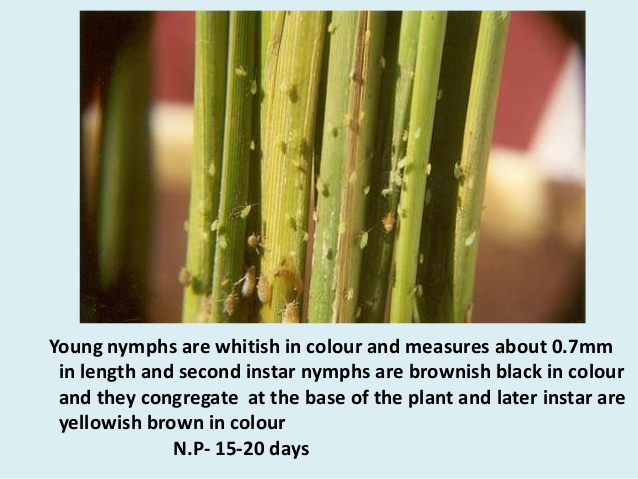 Young nymphs are whitish in colour and measures about 0.7mm
in length and second instar nymphs are brownish black in colour
and they congregate at the base of the plant and later instar are
yellowish brown in colour
N.P- 15-20 days